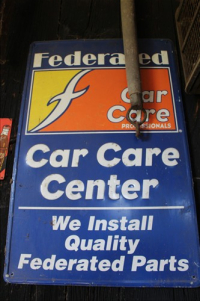 Federated
Car
Care
PROFESSIONALS
Car Care
Center
We Install
Quality
Federated Parts